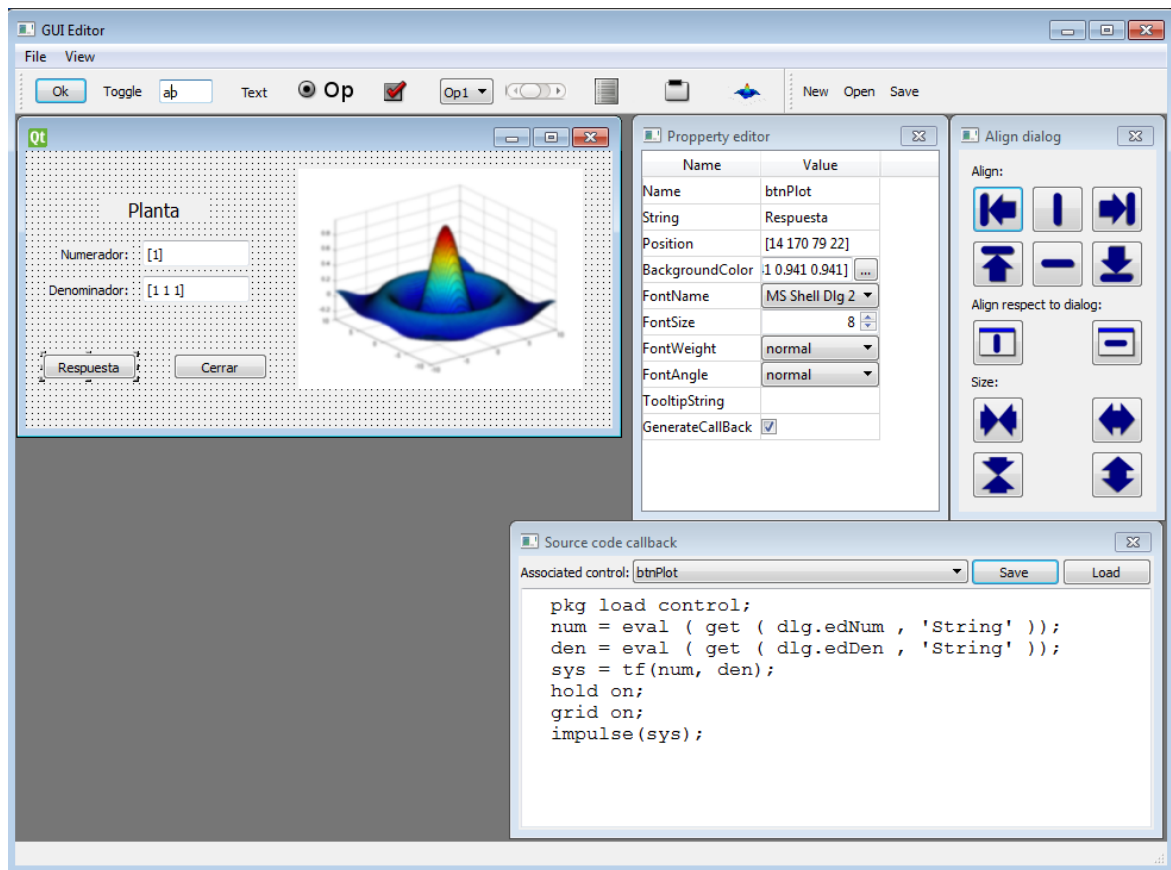 GUI Editor
File View
Ok Toggle ab Text Op Op1 New Open Save
Qt
Planta
Numerador: [1]
Denominador: [1 1 1]
Respuesta Cerrar
Propperty editor
Name Value
Name btnPlot
String Respuesta
Position [14 170 79 22]
BackgroundColor 1 0.941 0.941] ...
FontName MS Shell Dlg 2
FontSize 8
FontWeight normal
FontAngle normal
TooltipString
GenerateCallBack
Align dialog
Align:
Align respect to dialog:
Size:
Source code callback
Associated control: btnPlot Save Load
pkg load control;
num = eval ( get ( dlg.edNum , 'String' ));
den = eval ( get ( dlg.edDen , 'String' ));
sys = tf(num, den);
hold on;
grid on;
impulse(sys);